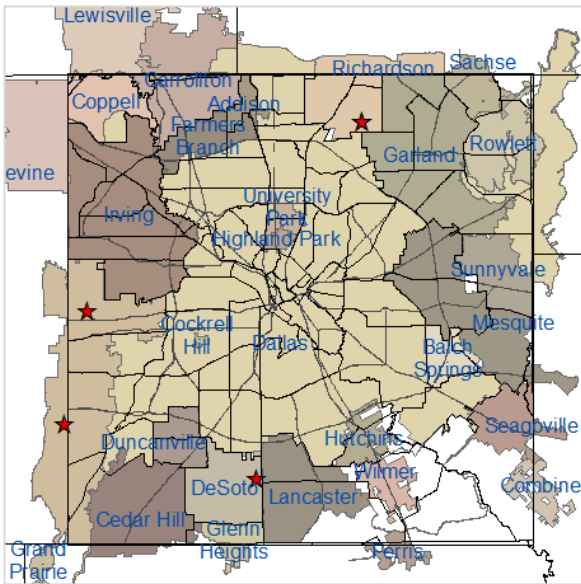 Lewisville
Richardson
Sachse
Carrollton
Coppell
Addison
Farmers
Branch
Garland
Rowlett
evine
University
Park
Irving
Highland Park
Sunnyvale
Cockrell
Hill
Dallas
Mesquite
Balch
Springs
Seagoville
Duncanville
Hutchins
Wilmer
DeSoto
Lancaster
Combine
Cedar Hill
Glenn
Heights
Grand
Prairie
Ferris